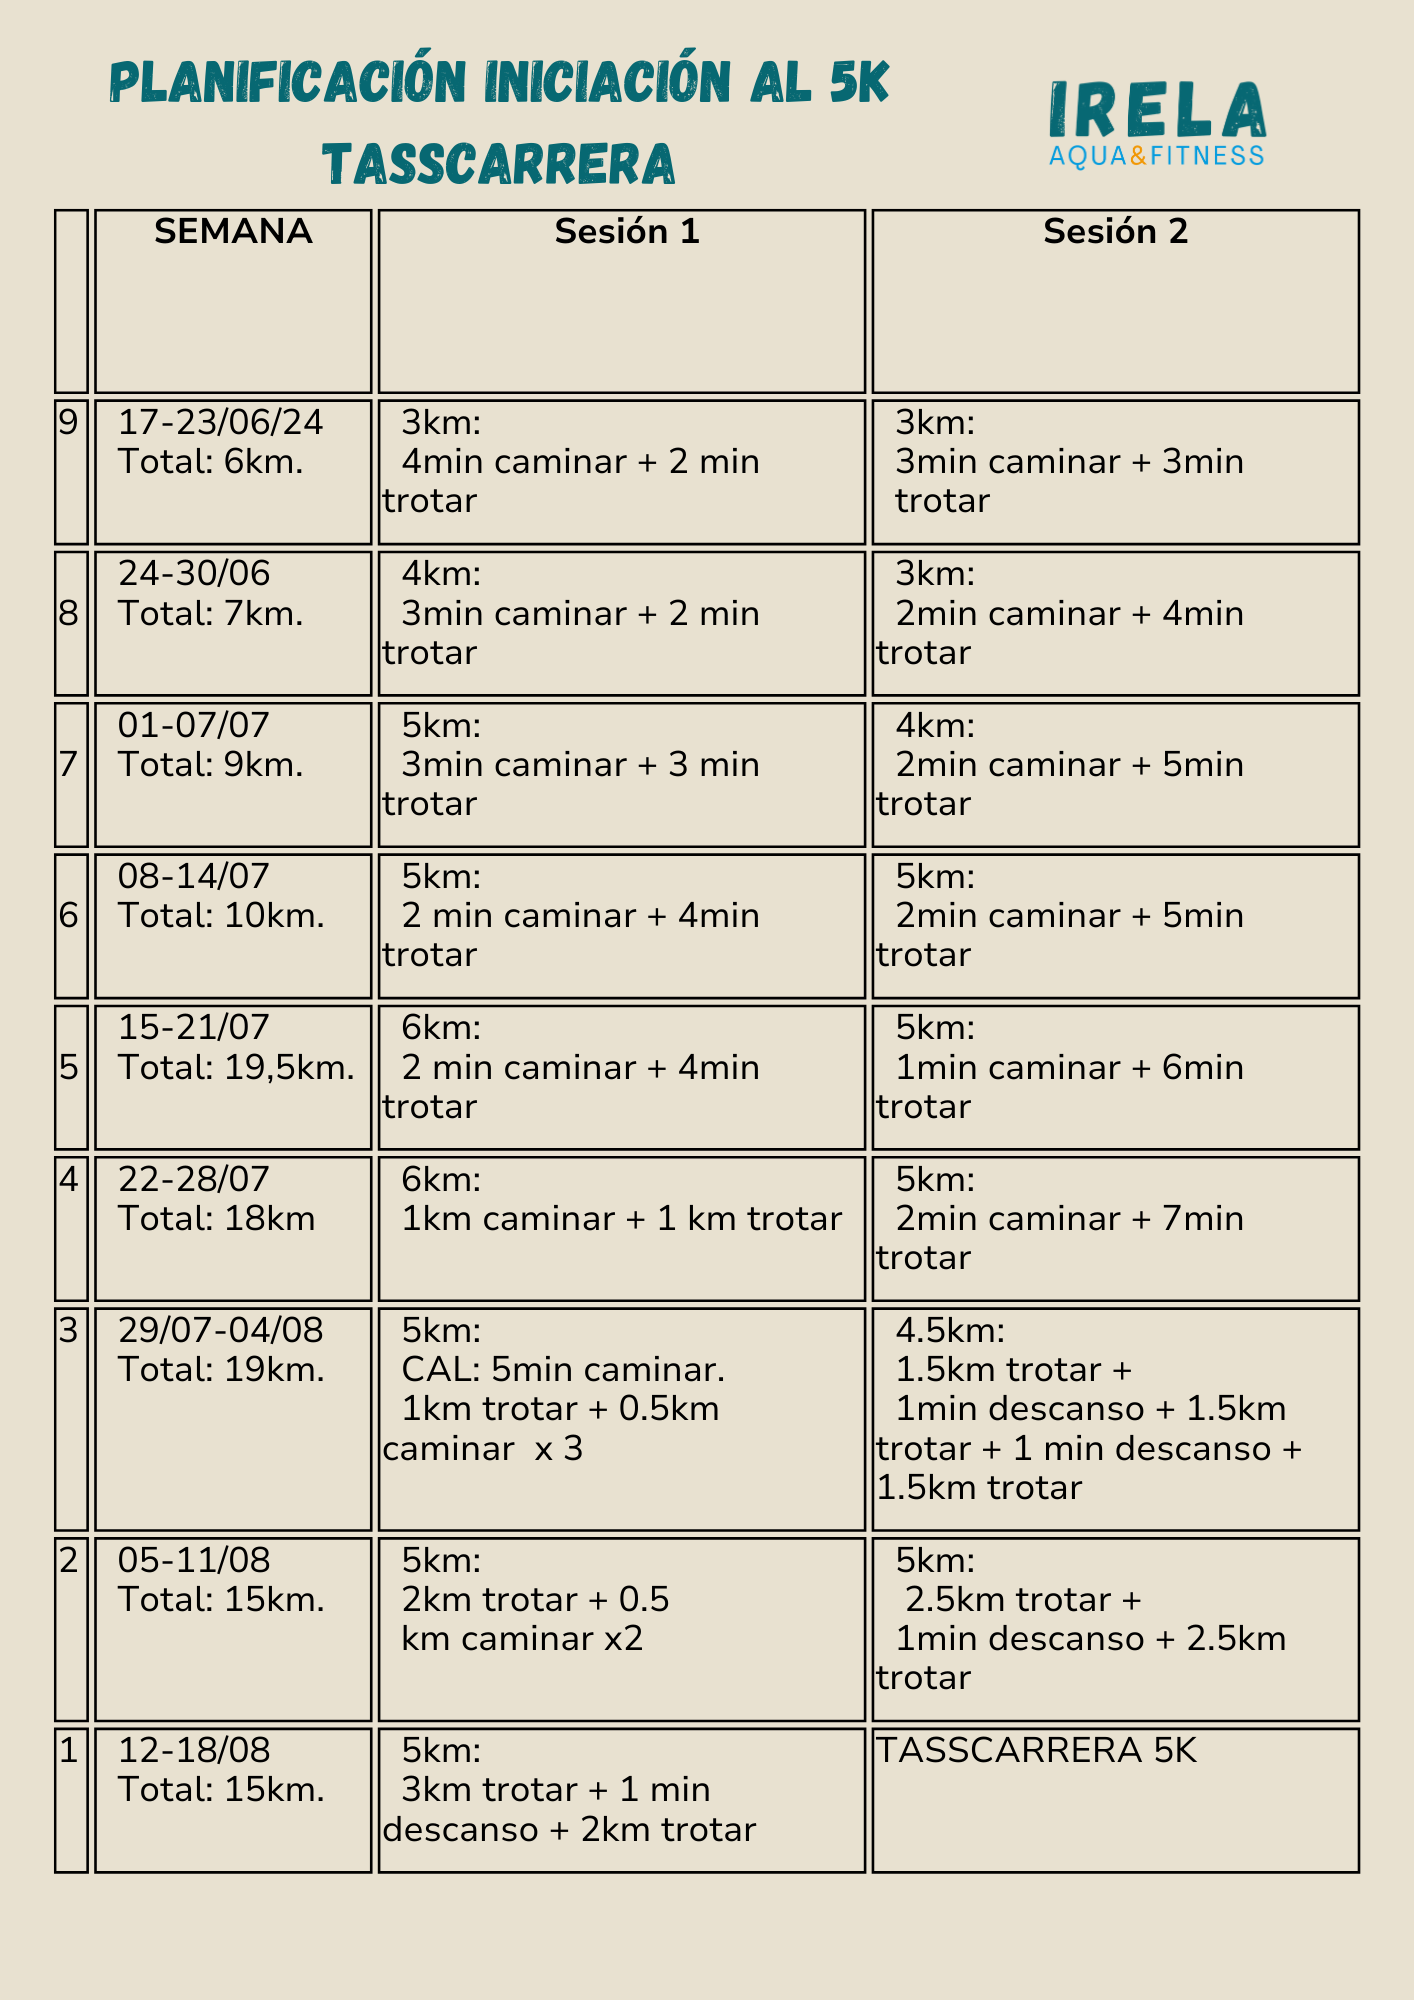 PLANIFICACIÓN INICIACIÓN AL 5K
TASSCARRERA
IRELA
AQUA&FITNESS
SEMANA
Sesión 1
Sesión 2
9
17-23/06/24
Total: 6km.
3km:
4min caminar + 2 min
trotar
3km:
3min caminar + 3min
trotar
8
24-30/06
Total: 7km.
4km:
3min caminar + 2 min
trotar
3km:
2min caminar + 4min
trotar
7
01-07/07
Total: 9km.
5km:
3min caminar + 3 min
trotar
4km:
2min caminar + 5min
trotar
6
08-14/07
Total: 10km.
5km:
2 min caminar + 4min
trotar
5km:
2min caminar + 5min
trotar
5
15-21/07
Total: 19,5km.
6km:
2 min caminar + 4min
trotar
5km:
1min caminar + 6min
trotar
4
22-28/07
Total: 18km
6km:
1km caminar + 1 km trotar
5km:
2min caminar + 7min
trotar
3
29/07-04/08
Total: 19km.
5km:
CAL: 5min caminar.
1km trotar + 0.5km
caminar  x 3
4.5km:
1.5km trotar +
1min descanso + 1.5km
trotar + 1 min descanso +
1.5km trotar
2
05-11/08
Total: 15km.
5km:
2km trotar + 0.5
km caminar x2
5km:
2.5km trotar +
1min descanso + 2.5km
trotar
1
12-18/08
Total: 15km.
5km:
3km trotar + 1 min
descanso + 2km trotar
TASSCARRERA 5K